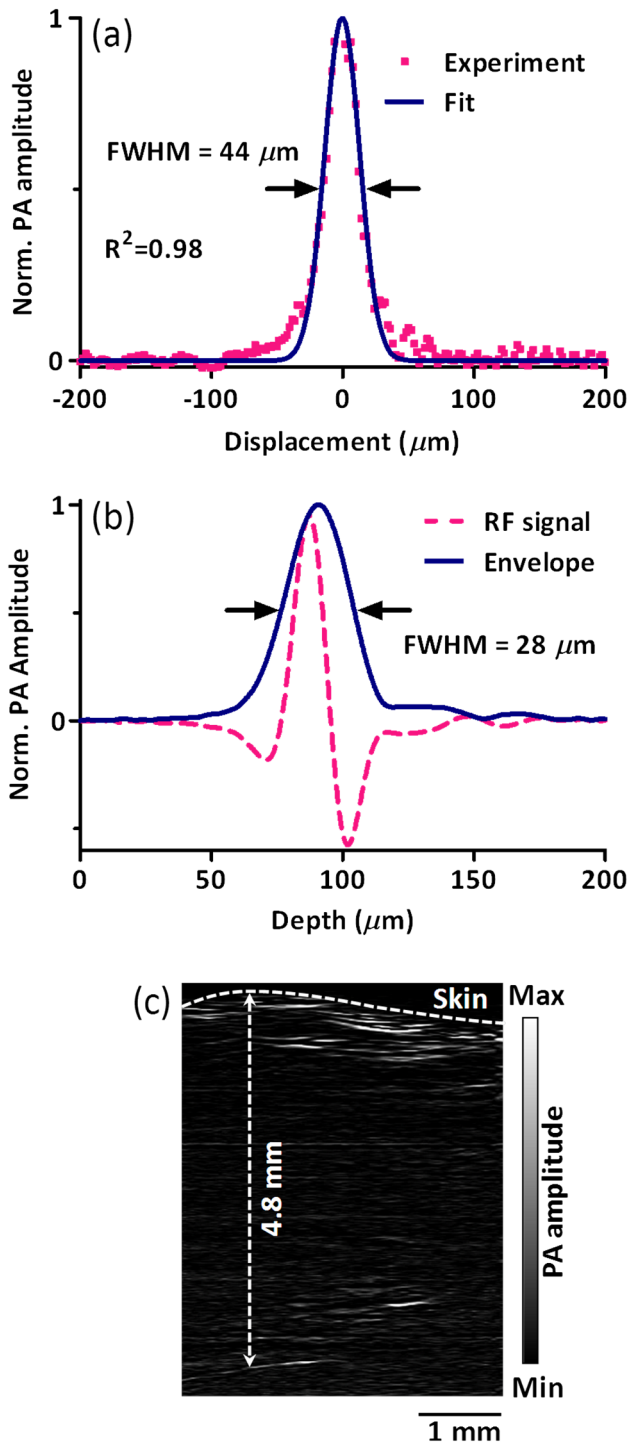 (a)
1
Experiment
Fit
FWHM = 44 μm
R²=0.98
Norm. PA amplitude
0
-200
-100
0
100
200
Displacement (μm)
(b)
1
RF signal
Envelope
FWHM = 28 μm
Norm. PA Amplitude
0
0
50
100
150
200
Depth (μm)
(c)
Skin
Max
4.8 mm
PA amplitude
Min
1 mm